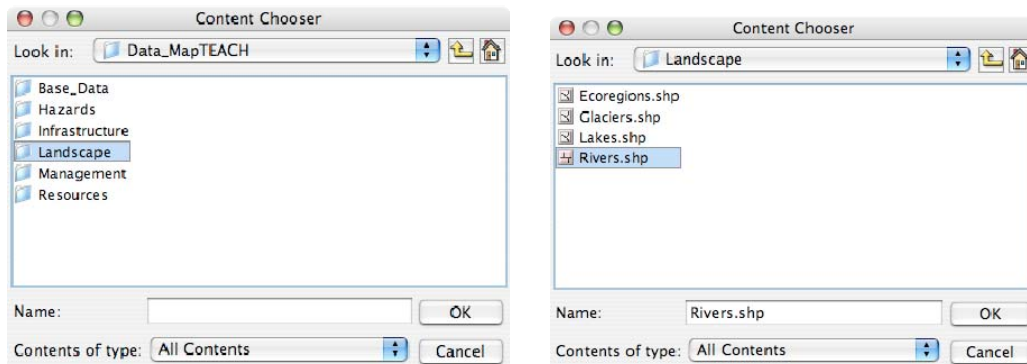 Content Chooser
Look in: Data_MapTEACH
Base_Data
Hazards
Infrastructure
Landscape
Management
Resources
Name: OK
Contents of type: All Contents Cancel
Content Chooser
Look in: Landscape
Ecoregions.shp
Glaciers.shp
Lakes.shp
Rivers.shp
Name: Rivers.shp OK
Contents of type: All Contents Cancel